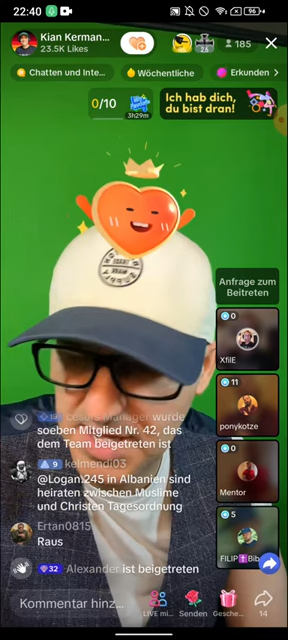 22:40
96
Kian Kerman...
23.5K Likes
26
185
Chatten und Inte...
Wöchentliche
Erkunden
0/10
3h29m
Ich hab dich,
du bist dran!
Anfrage zum
Beitreten
0
XfilE
11
ponykotze
0
Mentor
5
FILIP✝️Bib
Manager wurde
soeben Mitglied Nr. 42, das
dem Team beigetreten ist
9 kelmendi03
@Logan:245 in Albanien sind
heiraten zwischen Muslime
und Christen Tagesordnung
Ertan0815
Raus
32 Alexander ist beigetreten
Kommentar hinz...
LIVE mi...
Senden
Gesche...
14